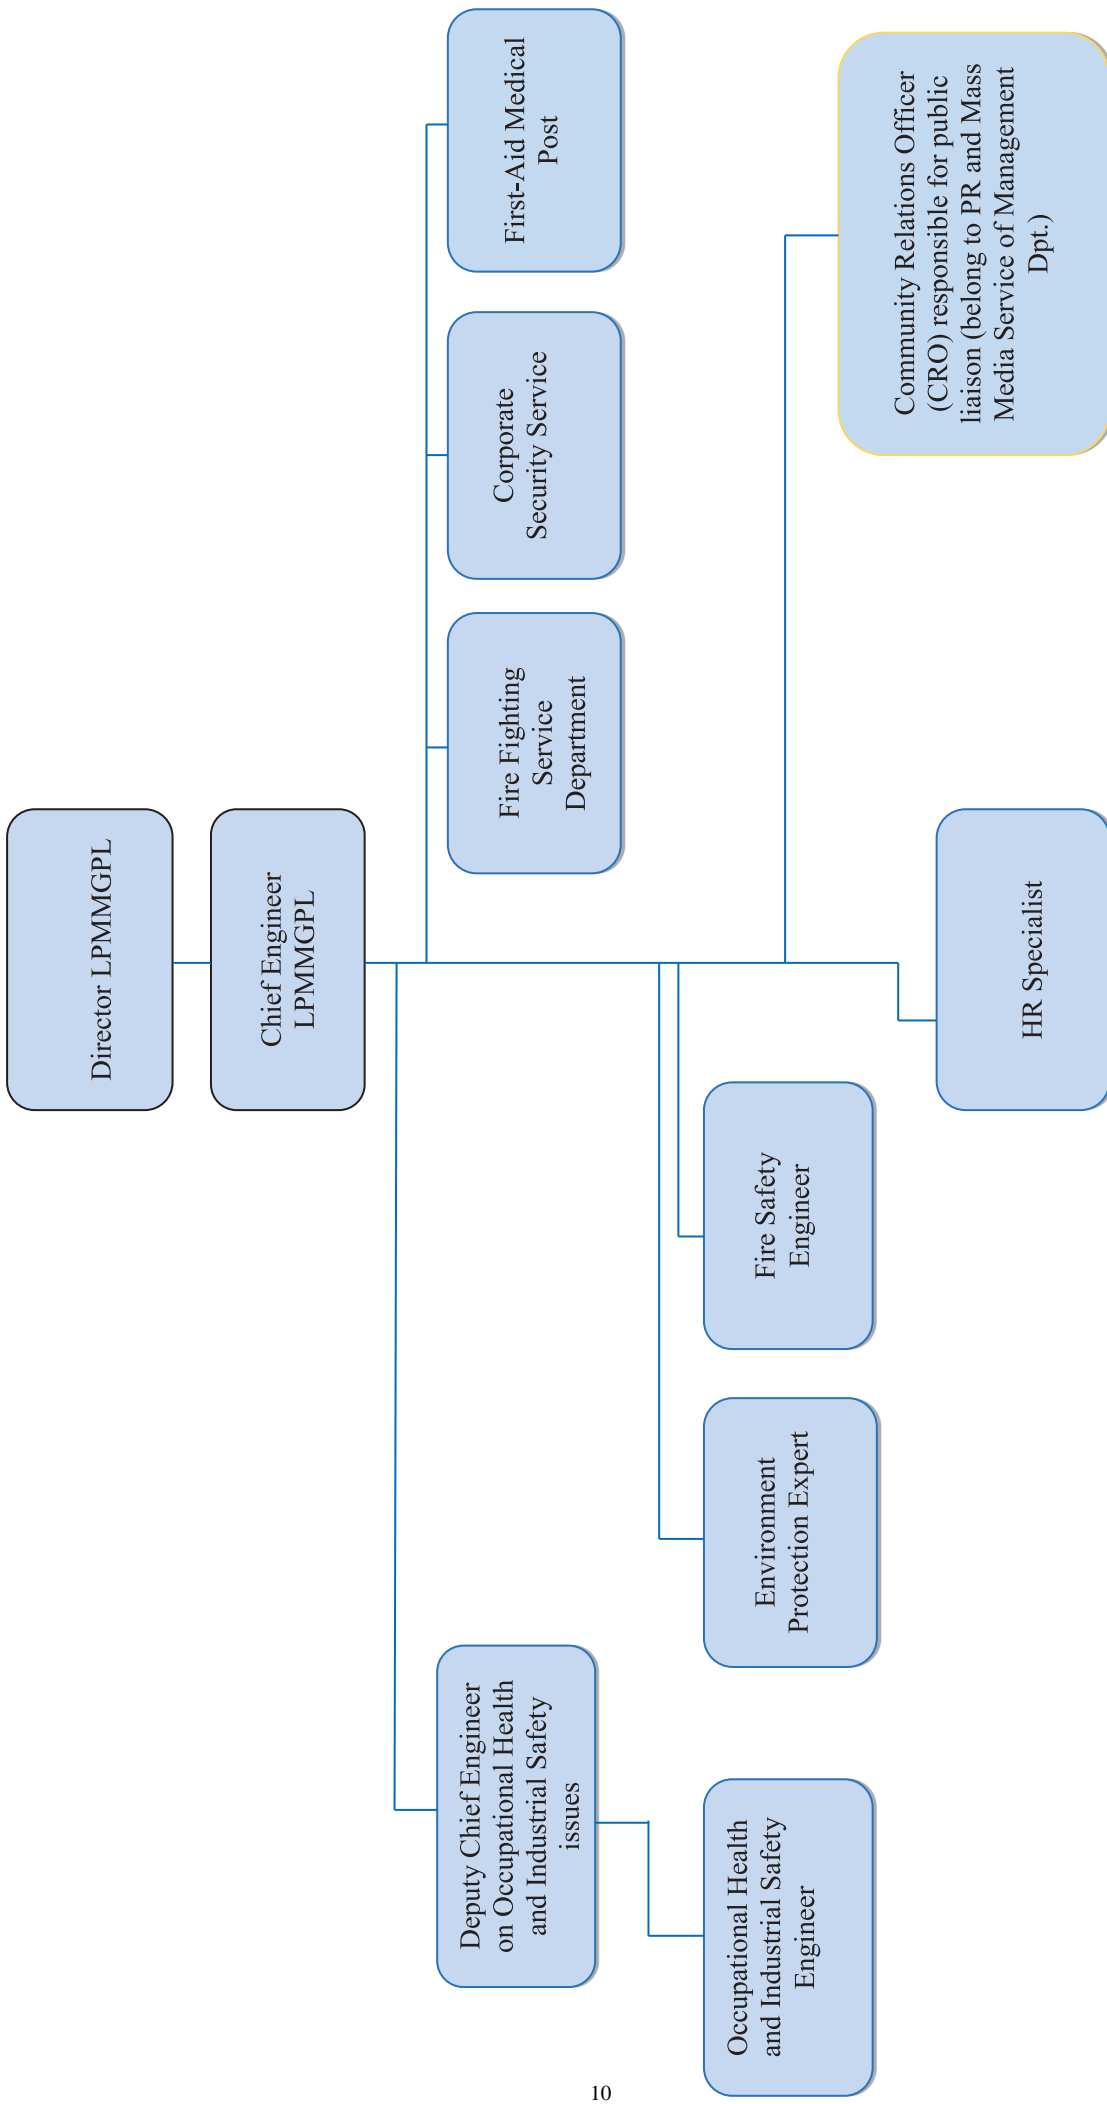 Director LPMMGPL
Chief Engineer
LPMMGPL
Deputy Chief Engineer
on Occupational Health
and Industrial Safety
issues
Fire Fighting
Service
Department
Corporate
Security Service
First-Aid Medical
Post
Occupational Health
and Industrial Safety
Engineer
Environment
Protection Expert
Fire Safety
Engineer
HR Specialist
Community Relations Officer
(CRO) responsible for public
liaison (belong to PR and Mass
Media Service of Management
Dpt.)
10